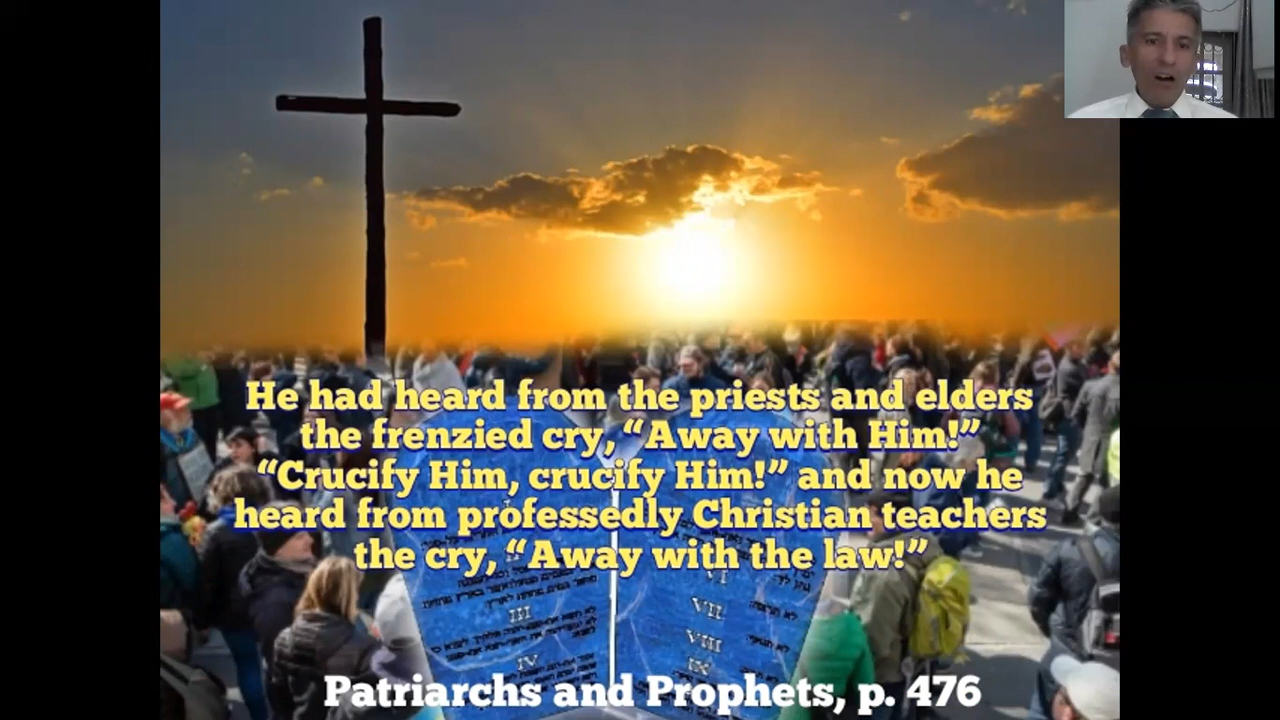 He had heard from the priests and elders
the frenzied cry, “Away with Him!”
“Crucify Him, crucify Him!” and now he
heard from professedly Christian teachers
the cry, “Away with the law!”
III
IV
VI
VII
VIII
IX
Patriarchs and Prophets, p. 476